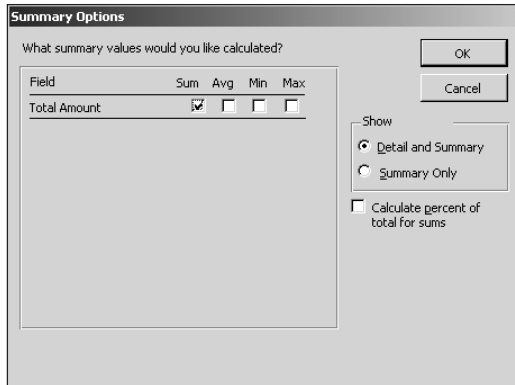 Summary Options
What summary values would you like calculated?
OK
Cancel
Field Sum Avg Min Max
Total Amount
Show
Detail and Summary
Summary Only
Calculate percent of
total for sums